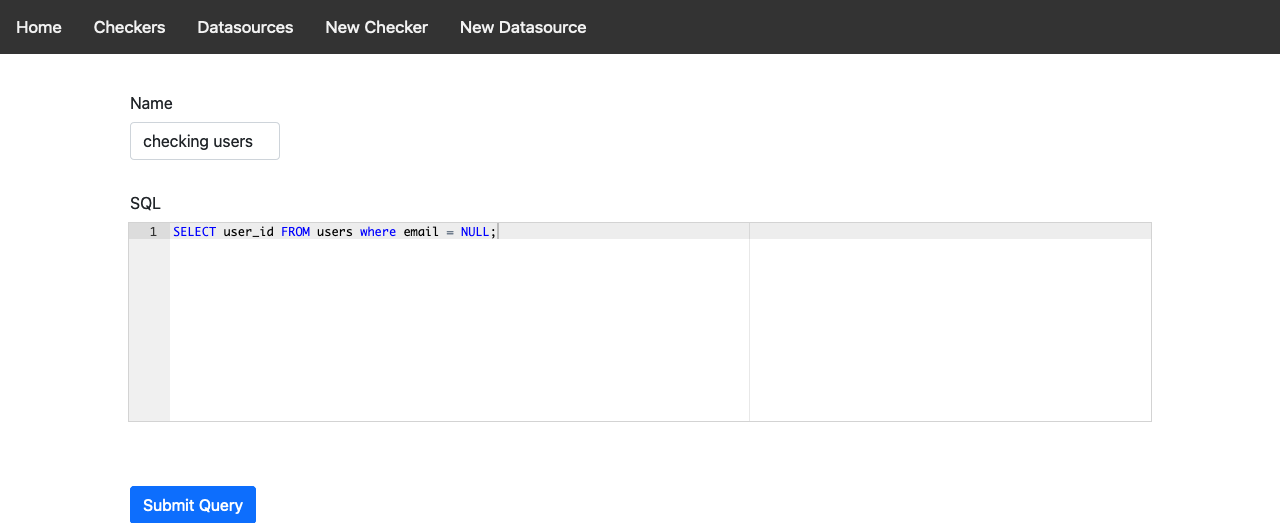 Home Checkers Datasources New Checker New Datasource
Name
checking users
SQL
1 SELECT user_id FROM users where email = NULL;
Submit Query